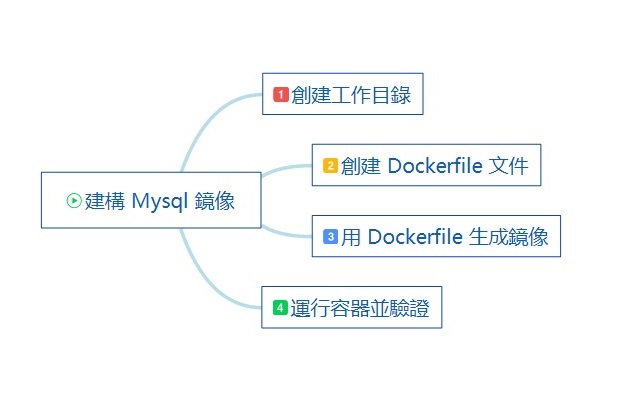 1 創建工作目錄
2 創建 Dockerfile 文件
建構 Mysql 鏡像
3 用 Dockerfile 生成鏡像
4 運行容器並驗證